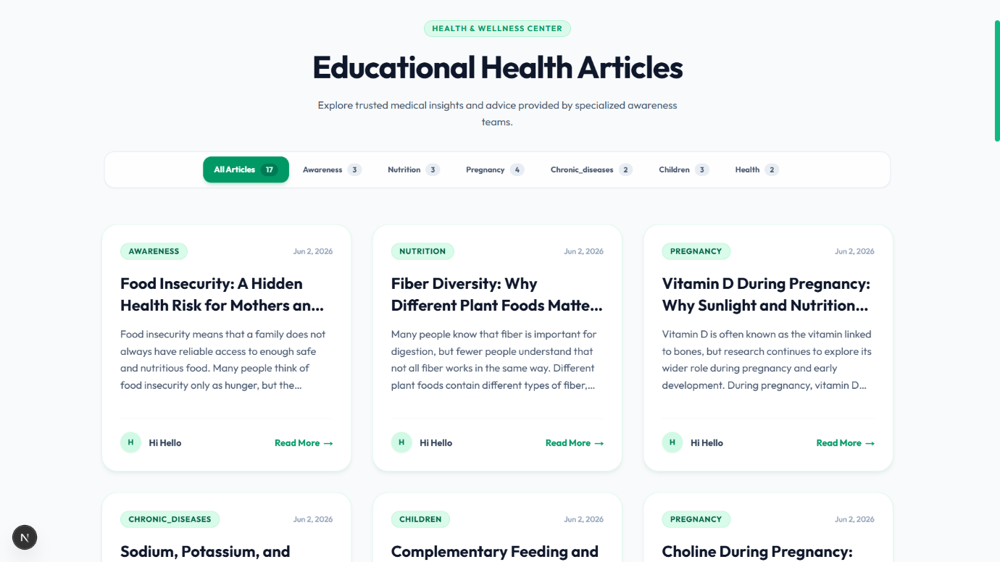 HEALTH & WELLNESS CENTER
Educational Health Articles
Explore trusted medical insights and advice provided by specialized awareness
teams.
All Articles 17 Awareness 3 Nutrition 3 Pregnancy 4 Chronic_diseases 2 Children 3 Health 2
AWARENESS Jun 2, 2026
Food Insecurity: A Hidden
Health Risk for Mothers an...
Food insecurity means that a family does not
always have reliable access to enough safe
and nutritious food. Many people think of
food insecurity only as hunger, but the...
H Hi Hello Read More →
NUTRITION Jun 2, 2026
Fiber Diversity: Why
Different Plant Foods Matte...
Many people know that fiber is important for
digestion, but fewer people understand that
not all fiber works in the same way. Different
plant foods contain different types of fiber,...
H Hi Hello Read More →
PREGNANCY Jun 2, 2026
Vitamin D During Pregnancy:
Why Sunlight and Nutrition...
Vitamin D is often known as the vitamin linked
to bones, but research continues to explore its
wider role during pregnancy and early
development. During pregnancy, vitamin D...
H Hi Hello Read More →
CHRONIC_DISEASES Jun 2, 2026
Sodium, Potassium, and
CHILDREN Jun 2, 2026
Complementary Feeding and
PREGNANCY Jun 2, 2026
Choline During Pregnancy:
N